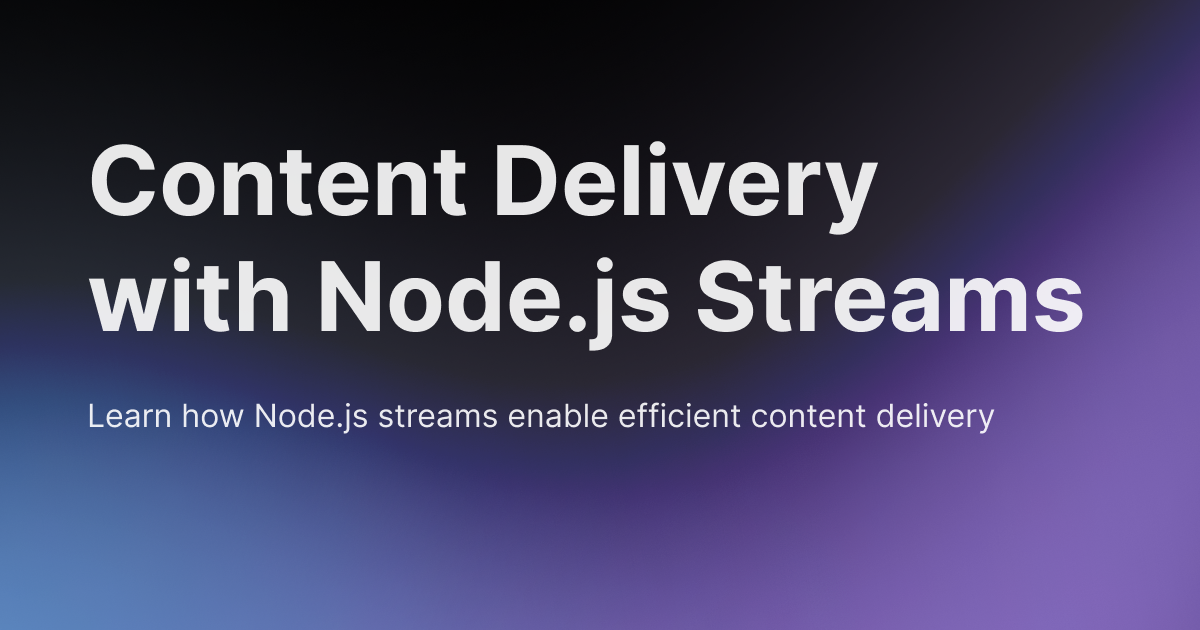 Content Delivery
with Node.js Streams
Learn how Node.js streams enable efficient content delivery